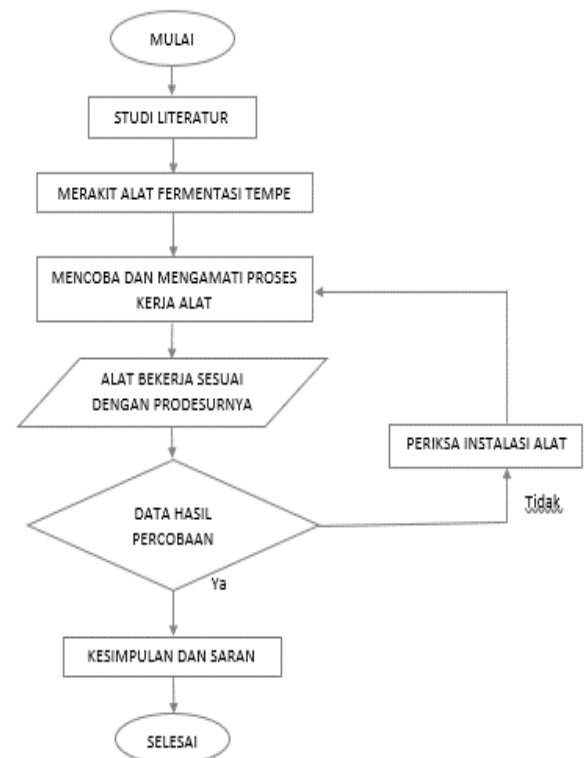 MULAI
STUDI LITERATUR
MERAKIT ALAT FERMENTASI TEMPE
MENCOBA DAN MENGAMATI PROSES
KERJA ALAT
ALAT BEKERJA SESUAI
DENGAN PRODESURNYA
PERIKSA INSTALASI ALAT
Tidak
DATA HASIL
PERCOBAAN
Ya
KESIMPULAN DAN SARAN
SELESAI